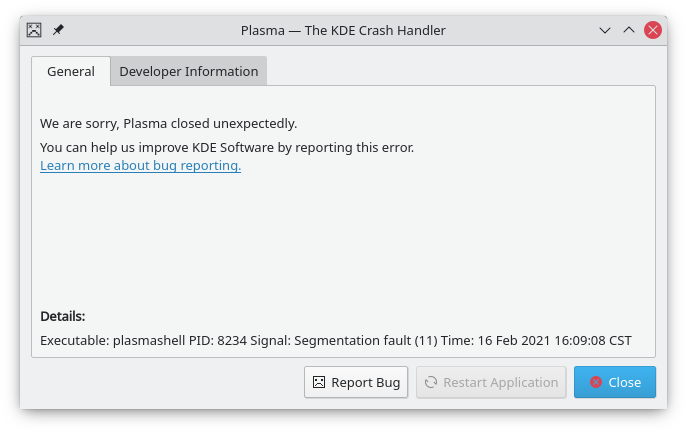 Plasma — The KDE Crash Handler
General
Developer Information
We are sorry, Plasma closed unexpectedly.
You can help us improve KDE Software by reporting this error.
Learn more about bug reporting.
Details:
Executable: plasmashell PID: 8234 Signal: Segmentation fault (11) Time: 16 Feb 2021 16:09:08 CST
Report Bug
Restart Application
Close